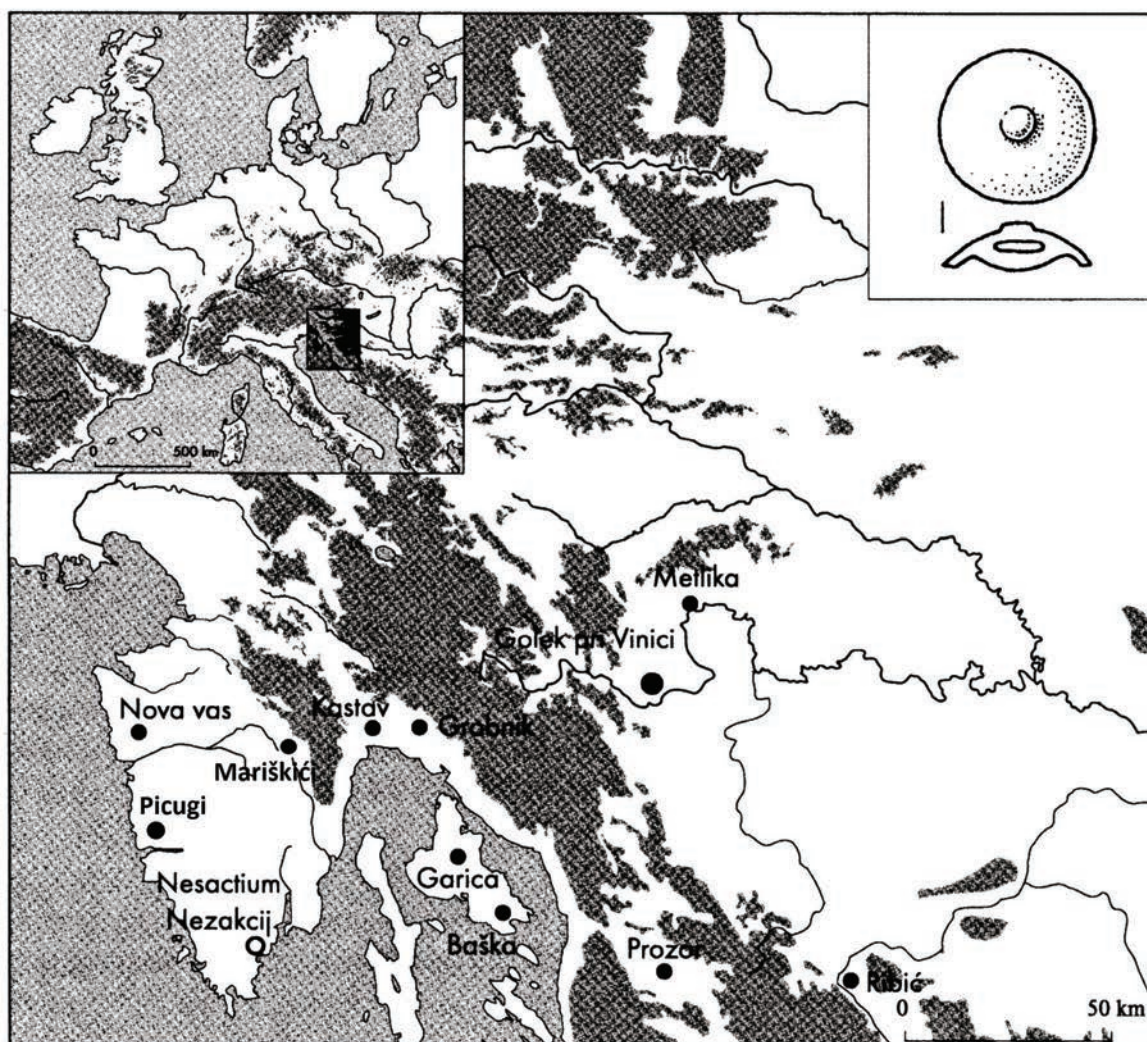 0 500 km
Metlika
Golek pri Vinici
Nova vas
Kastav
Grobnik
Mariškići
Picugi
Garica
Nesactium
Nezakcij
Baška
Prozor
Ribić
0 50 km